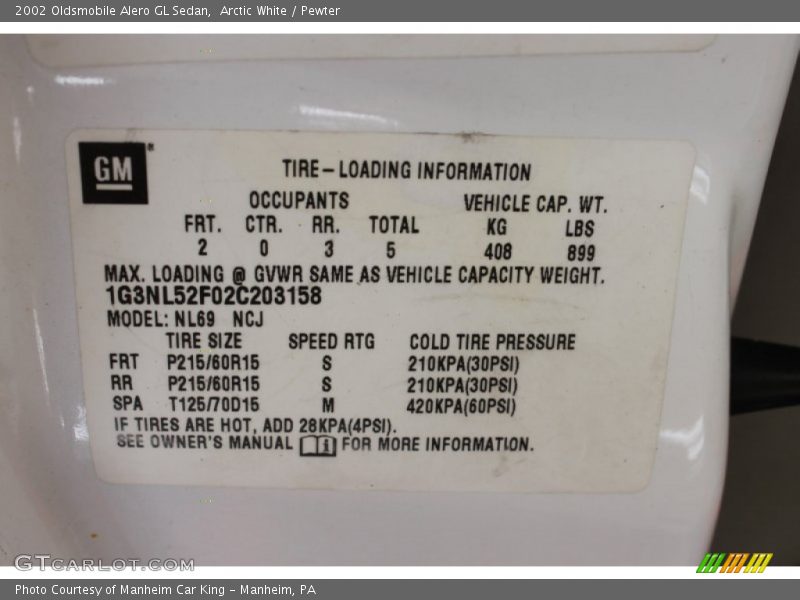 2002 Oldsmobile Alero GL Sedan,  Arctic White / Pewter
GM
TIRE-LOADING INFORMATION
OCCUPANTS VEHICLE CAP. WT.
FRT. CTR. RR. TOTAL KG LBS
2 0 3 5 408 899
MAX. LOADING @ GVWR SAME AS VEHICLE CAPACITY WEIGHT.
1G3NL52F02C203158
MODEL: NL69 NCJ
TIRE SIZE SPEED RTG COLD TIRE PRESSURE
FRT P215/60R15 S 210KPA(30PSI)
RR P215/60R15 S 210KPA(30PSI)
SPA T125/70D15 M 420KPA(60PSI)
IF TIRES ARE HOT, ADD 28KPA(4PSI).
SEE OWNER'S MANUAL i FOR MORE INFORMATION.
GTCARLOT.COM
Photo Courtesy of Manheim Car King - Manheim, PA